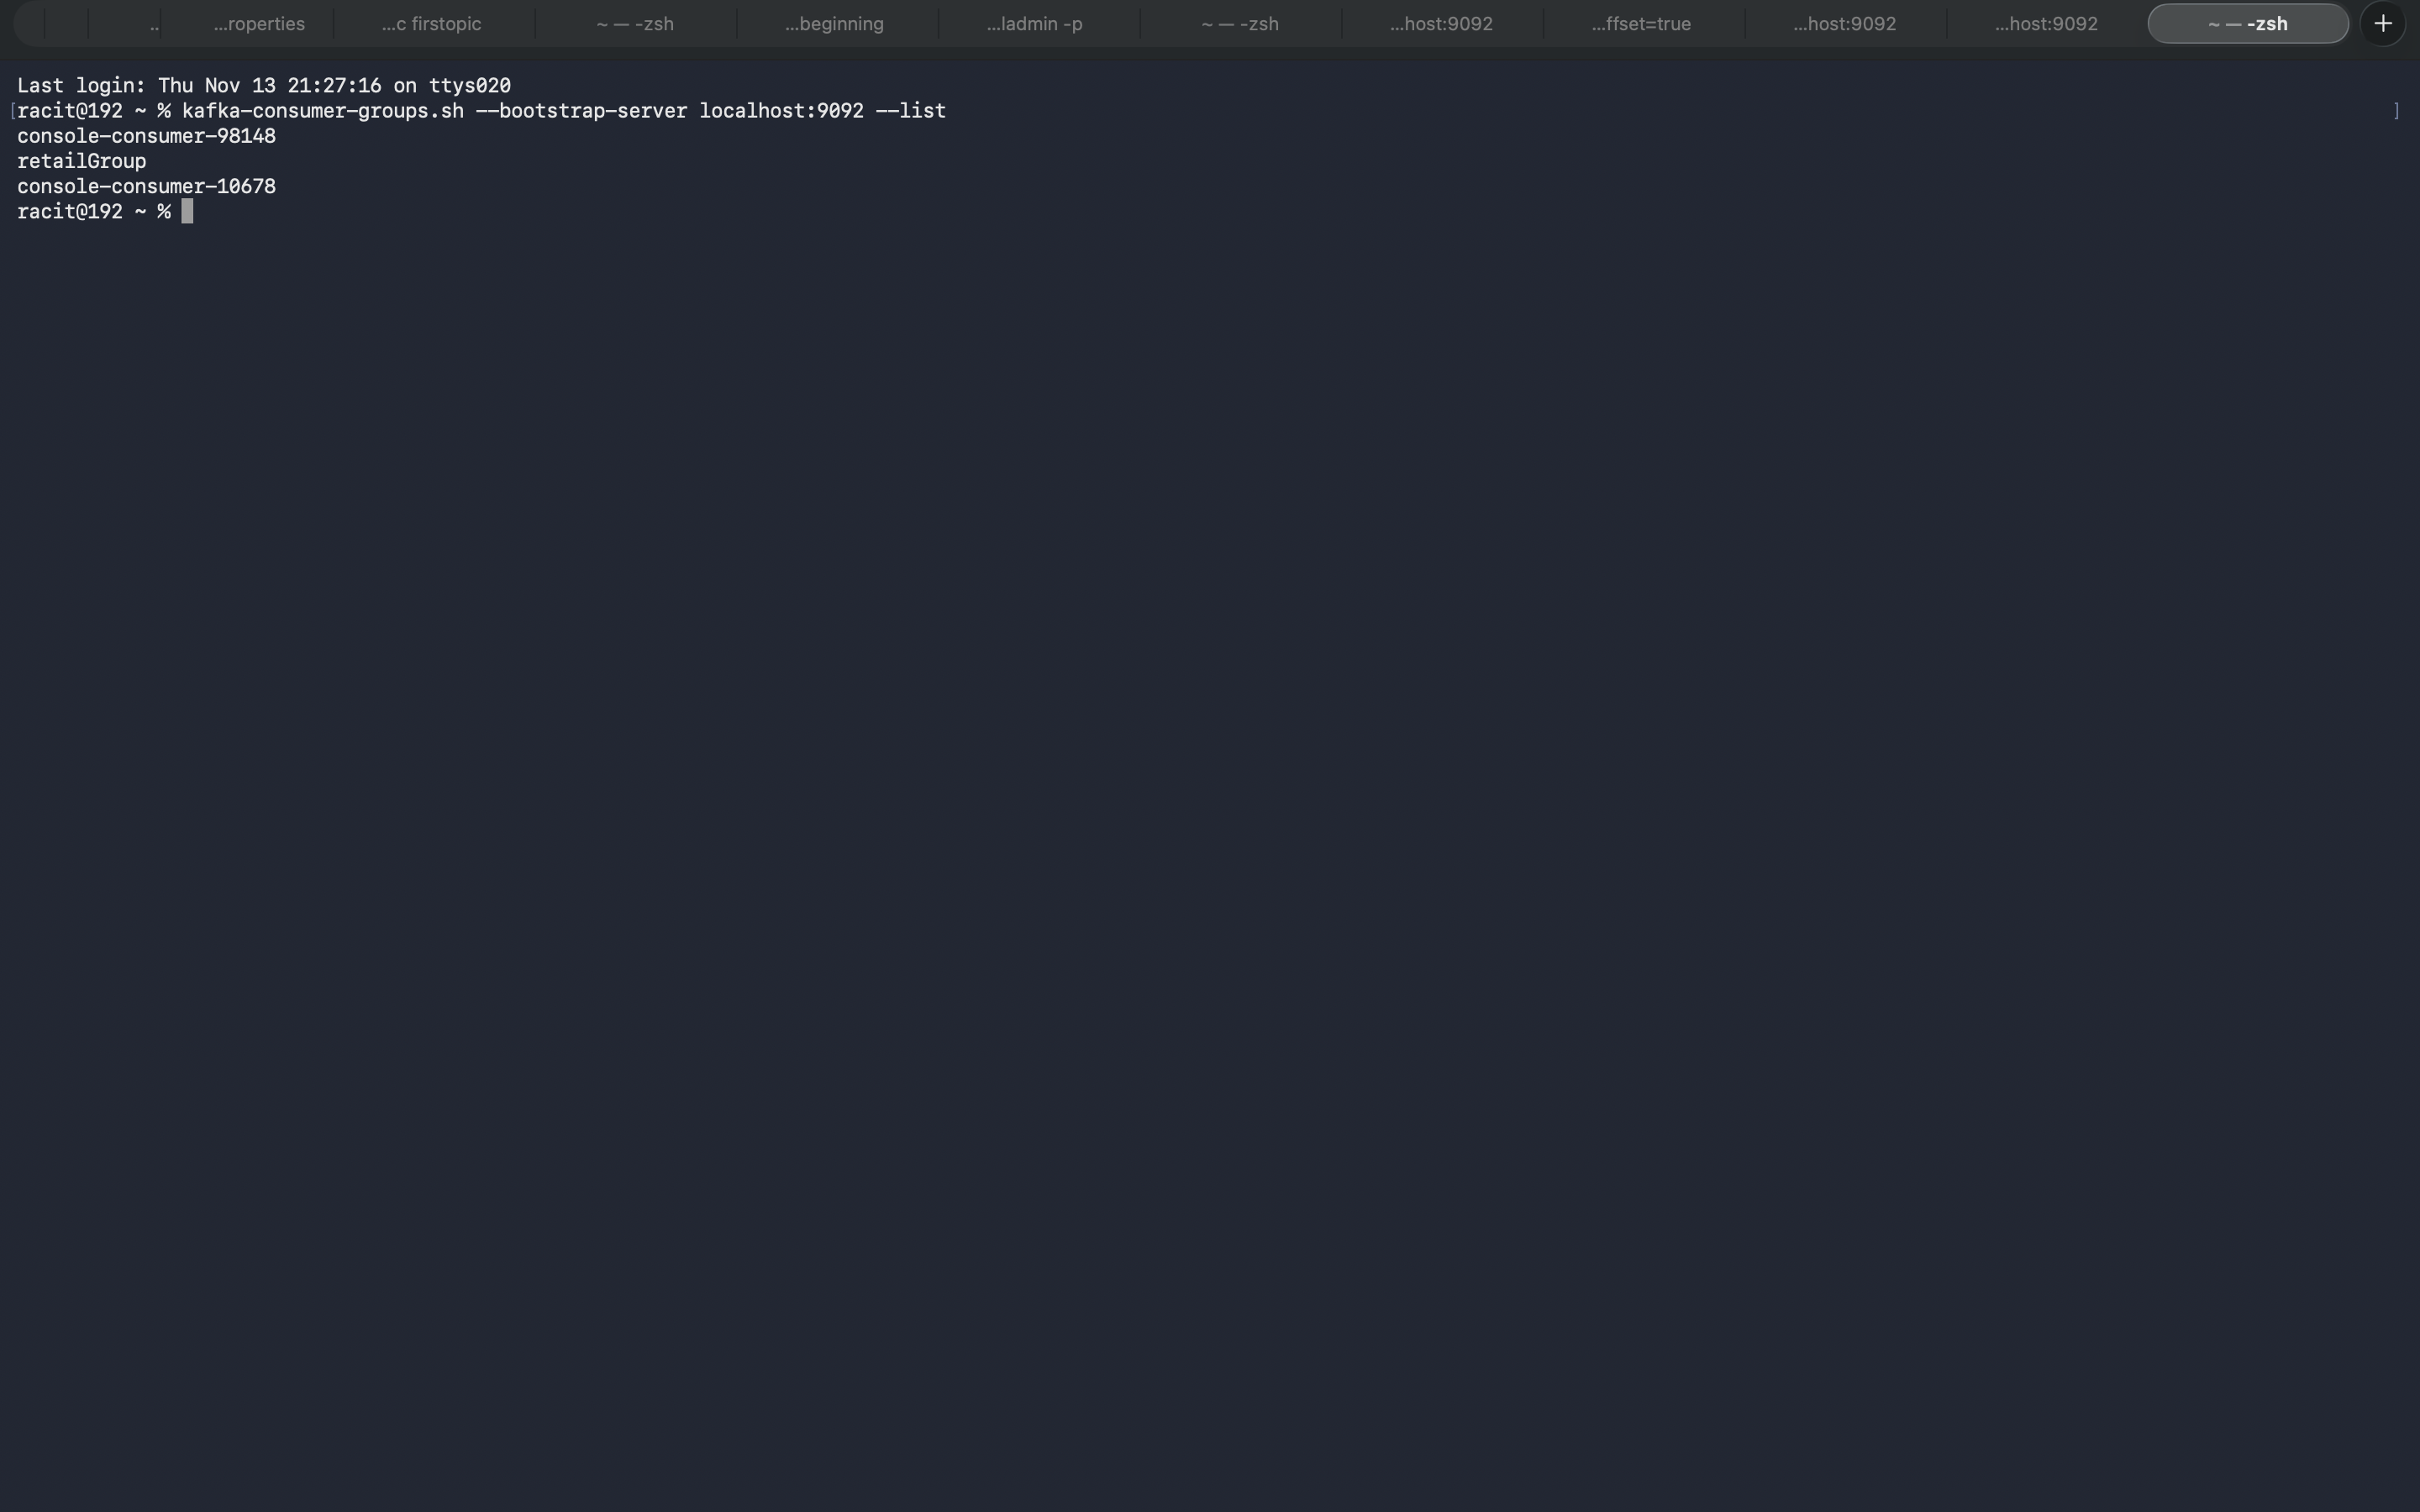 .. …roperties …c firstopic ~ — -zsh …beginning …ladmin -p ~ — -zsh …host:9092 …ffset=true …host:9092 …host:9092 ~ — -zsh +
Last login: Thu Nov 13 21:27:16 on ttys020
[racit@192 ~ % kafka-consumer-groups.sh --bootstrap-server localhost:9092 --list ]
console-consumer-98148
retailGroup
console-consumer-10678
racit@192 ~ %